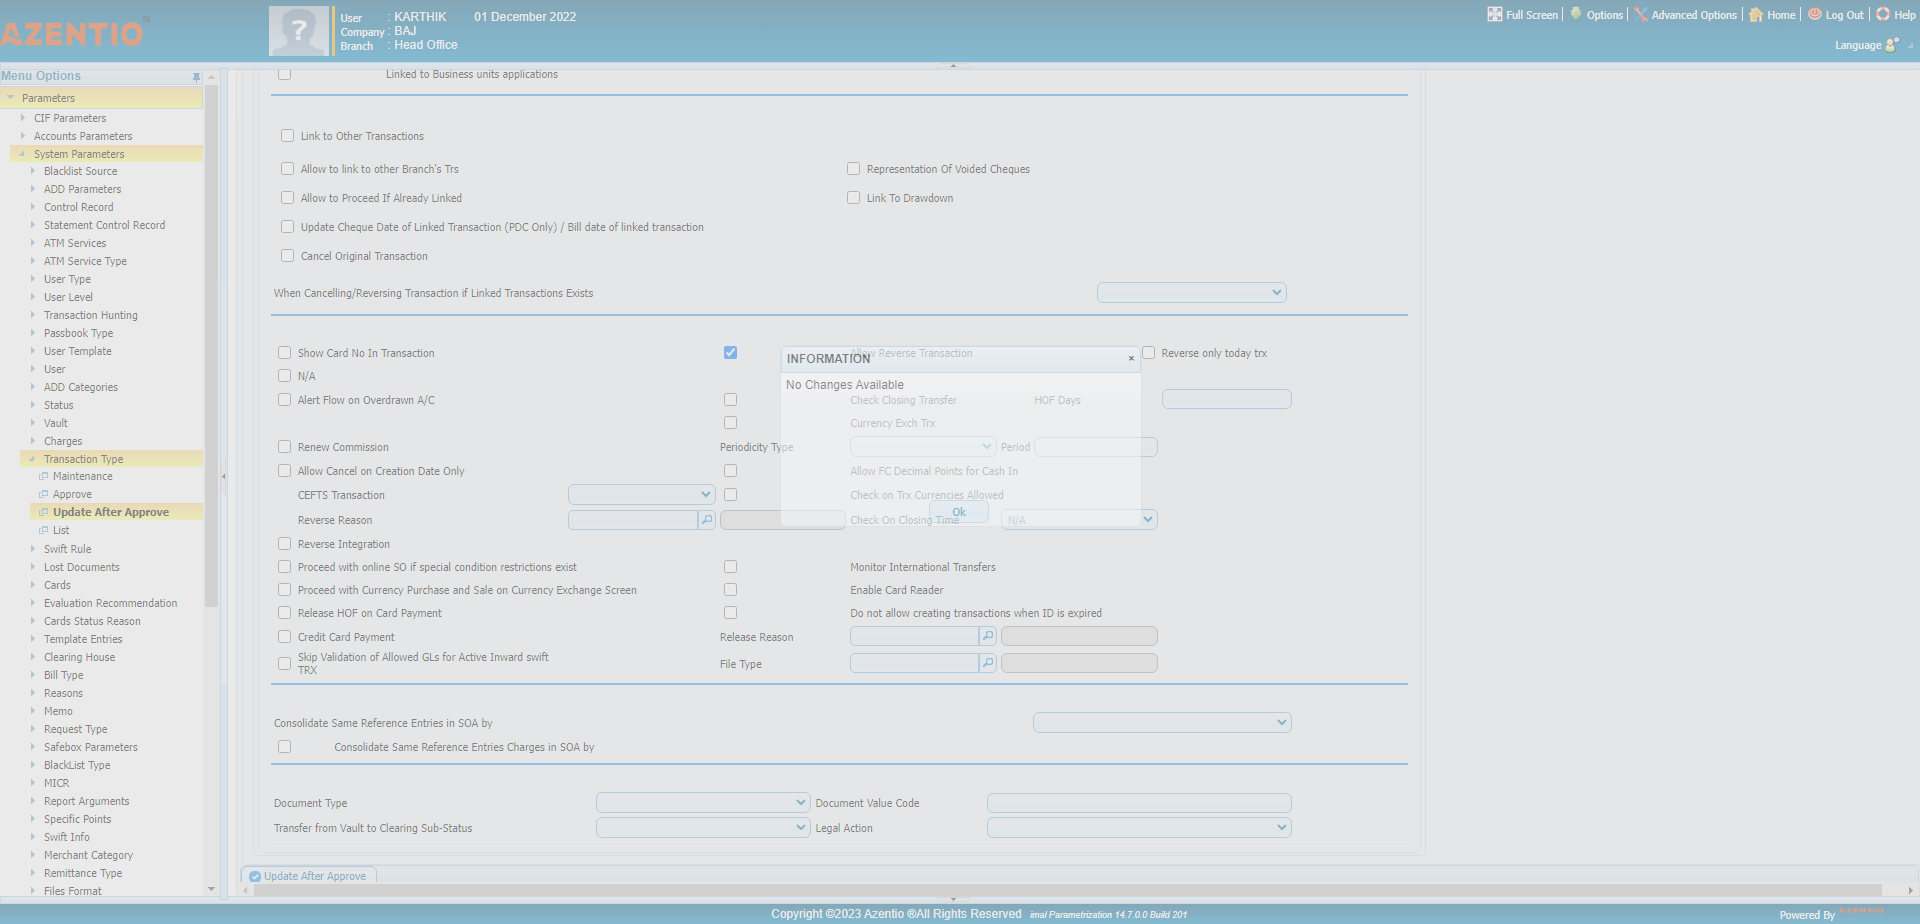 AZENTIO
TM
User : KARTHIK 01 December 2022
Company : BAJ
Branch : Head Office
Full Screen Options Advanced Options Home Log Out Help
Language
Menu Options
Parameters
CIF Parameters
Accounts Parameters
System Parameters
Blacklist Source
ADD Parameters
Control Record
Statement Control Record
ATM Services
ATM Service Type
User Type
User Level
Transaction Hunting
Passbook Type
User Template
User
ADD Categories
Status
Vault
Charges
Transaction Type
Maintenance
Approve
Update After Approve
List
Swift Rule
Lost Documents
Cards
Evaluation Recommendation
Cards Status Reason
Template Entries
Clearing House
Bill Type
Reasons
Memo
Request Type
Safebox Parameters
BlackList Type
MICR
Report Arguments
Specific Points
Swift Info
Merchant Category
Remittance Type
Files Format
Linked to Business units applications
Link to Other Transactions
Allow to link to other Branch's Trs Representation Of Voided Cheques
Allow to Proceed If Already Linked Link To Drawdown
Update Cheque Date of Linked Transaction (PDC Only) / Bill date of linked transaction
Cancel Original Transaction
When Cancelling/Reversing Transaction if Linked Transactions Exists
Show Card No In Transaction Allow Reverse Transaction Reverse only today trx
N/A
Alert Flow on Overdrawn A/C Check Closing Transfer HOF Days
Currency Exch Trx
Renew Commission Periodicity Type Period
Allow Cancel on Creation Date Only Allow FC Decimal Points for Cash In
CEFTS Transaction Check on Trx Currencies Allowed
Reverse Reason Check On Closing Time N/A
Reverse Integration
Proceed with online SO if special condition restrictions exist Monitor International Transfers
Proceed with Currency Purchase and Sale on Currency Exchange Screen Enable Card Reader
Release HOF on Card Payment Do not allow creating transactions when ID is expired
Credit Card Payment Release Reason
Skip Validation of Allowed GLs for Active Inward swift
TRX File Type
INFORMATION ×
No Changes Available
Ok
Consolidate Same Reference Entries in SOA by
Consolidate Same Reference Entries Charges in SOA by
Document Type Document Value Code
Transfer from Vault to Clearing Sub-Status Legal Action
Update After Approve
Copyright ©2023 Azentio ®All Rights Reserved imal Parametrization 14.7.0.0 Build 201
Powered By AZENTIO